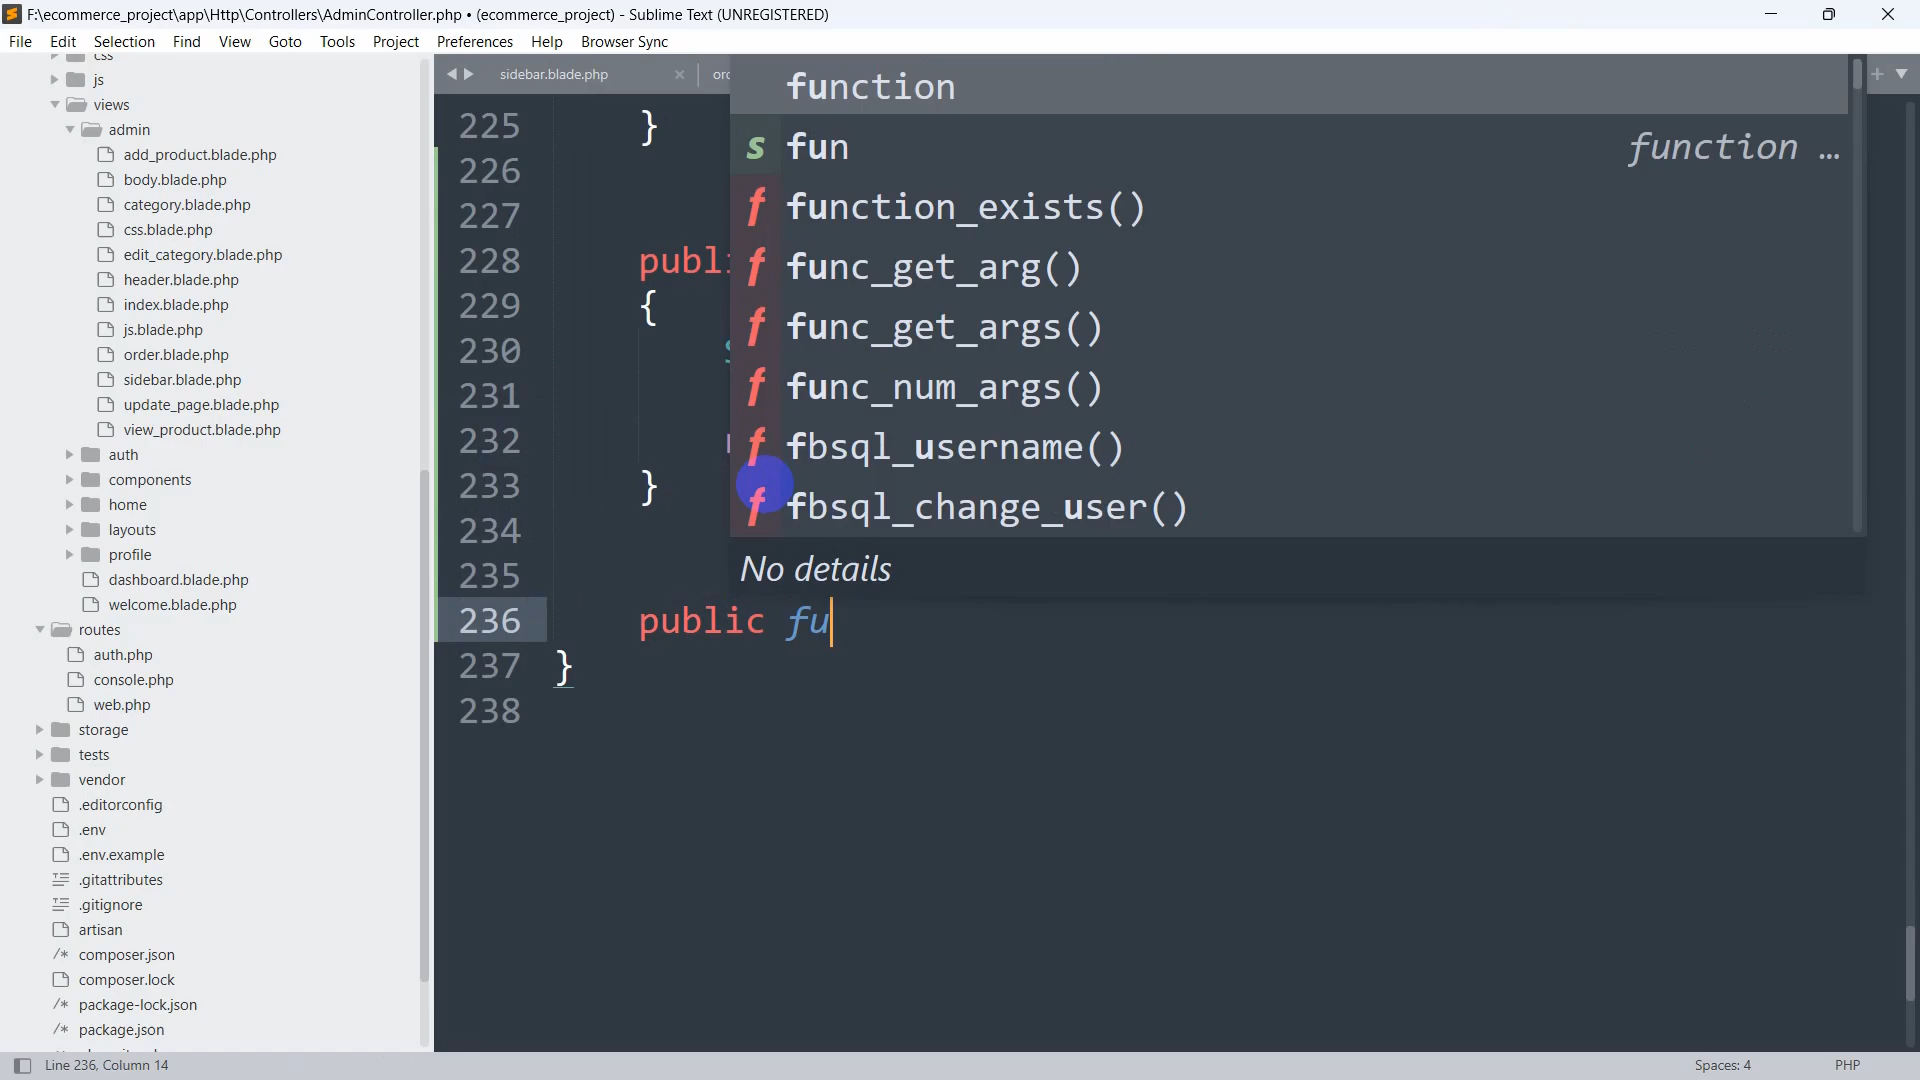 F:\ecommerce_project\app\Http\Controllers\AdminController.php • (ecommerce_project) - Sublime Text (UNREGISTERED)
File Edit Selection Find View Goto Tools Project Preferences Help Browser Sync
css
js
views
admin
add_product.blade.php
body.blade.php
category.blade.php
css.blade.php
edit_category.blade.php
header.blade.php
index.blade.php
js.blade.php
order.blade.php
sidebar.blade.php
update_page.blade.php
view_product.blade.php
auth
components
home
layouts
profile
dashboard.blade.php
welcome.blade.php
routes
auth.php
console.php
web.php
storage
tests
vendor
.editorconfig
.env
.env.example
.gitattributes
.gitignore
artisan
composer.json
composer.lock
package-lock.json
package.json
sidebar.blade.php
225 }
226
227
228 publi
229 {
230 $
231
232
233 }
234
235
236 public fu
237 }
238
function
s fun function …
f function_exists()
f func_get_arg()
f func_get_args()
f func_num_args()
f fbsql_username()
f fbsql_change_user()
No details
Line 236, Column 14 Spaces: 4 PHP